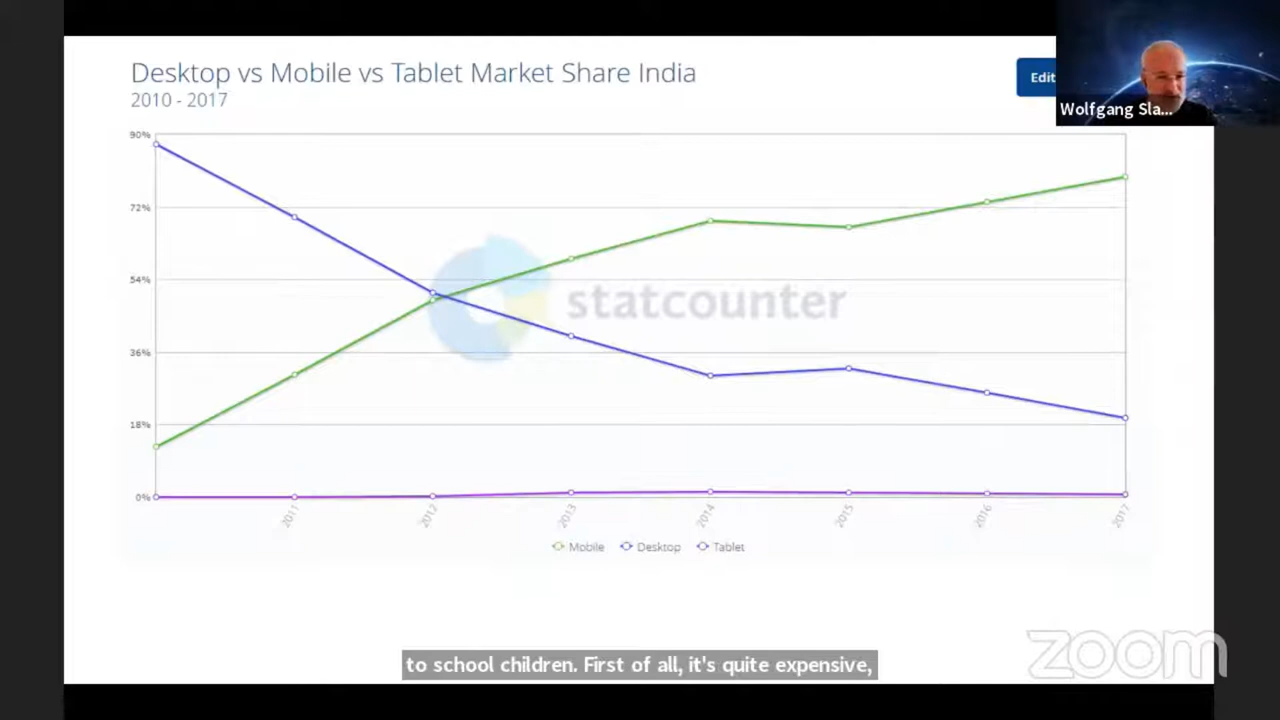 Desktop vs Mobile vs Tablet Market Share India
2010 - 2017
Edit
Wolfgang Sla...
90%
72%
54%
36%
18%
0%
statcounter
2011
2012
2013
2014
2015
2016
2017
Mobile Desktop Tablet
to school children. First of all, it's quite expensive,
zoom